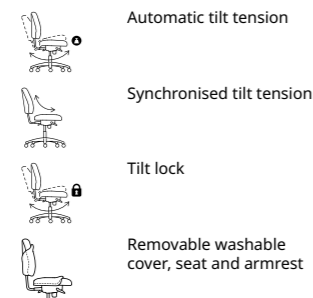 Automatic tilt tension
Synchronised tilt tension
Tilt lock
Removable washable
cover, seat and armrest